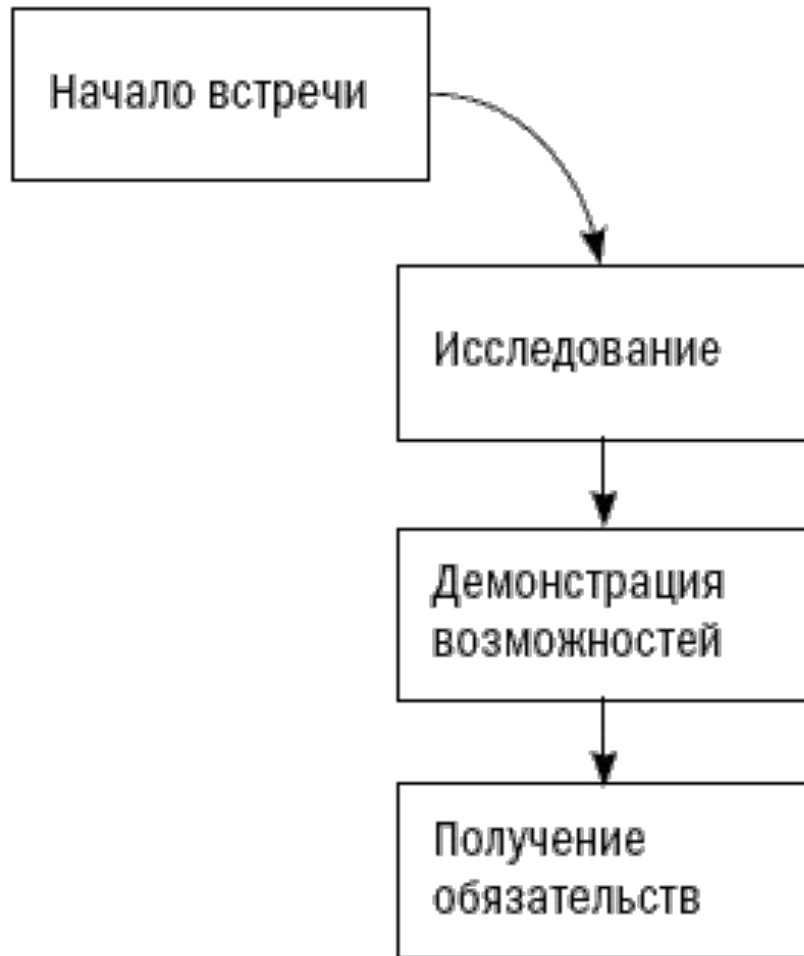 Начало встречи
Исследование
Демонстрация
возможностей
Получение
обязательств